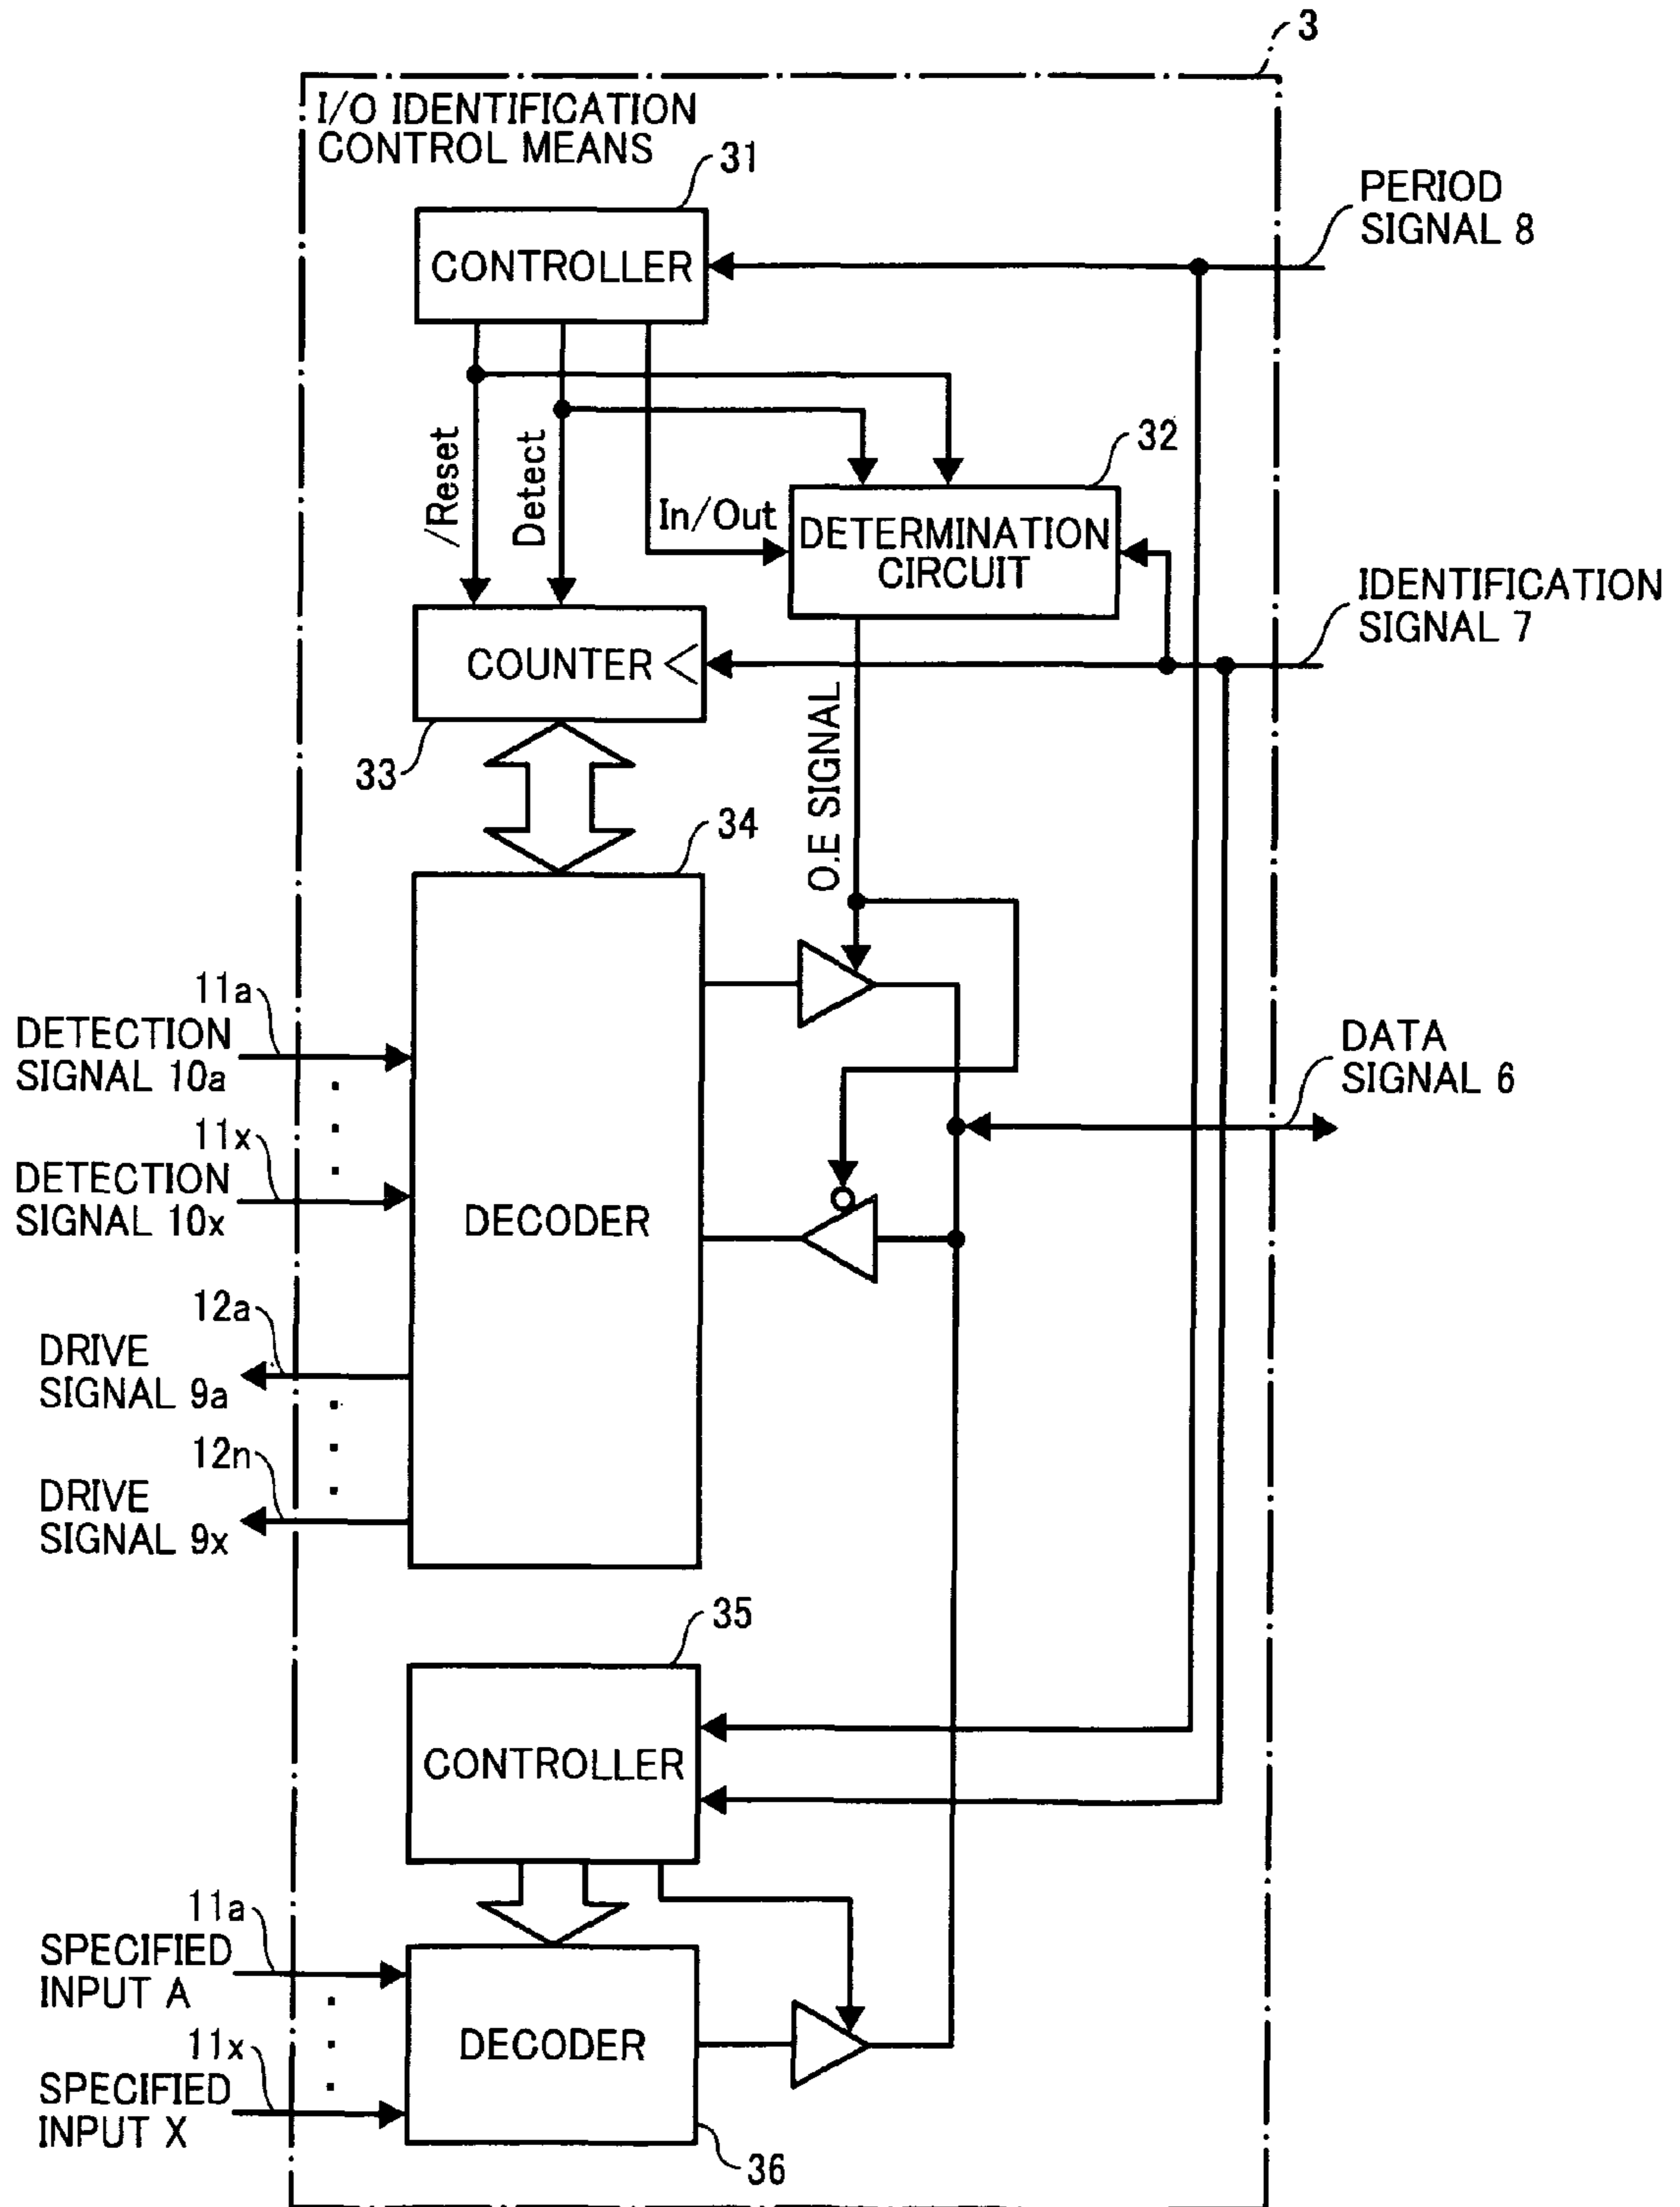 3
I/O IDENTIFICATION
CONTROL MEANS
31
PERIOD
SIGNAL 8
CONTROLLER
/Reset
Detect
In/Out
32
DETERMINATION
CIRCUIT
IDENTIFICATION
SIGNAL 7
COUNTER
33
O.E SIGNAL
34
11a
DETECTION
SIGNAL 10a
11x
DETECTION
SIGNAL 10x
DECODER
DATA
SIGNAL 6
12a
DRIVE
SIGNAL 9a
12n
DRIVE
SIGNAL 9x
35
CONTROLLER
11a
SPECIFIED
INPUT A
11x
SPECIFIED
INPUT X
DECODER
36